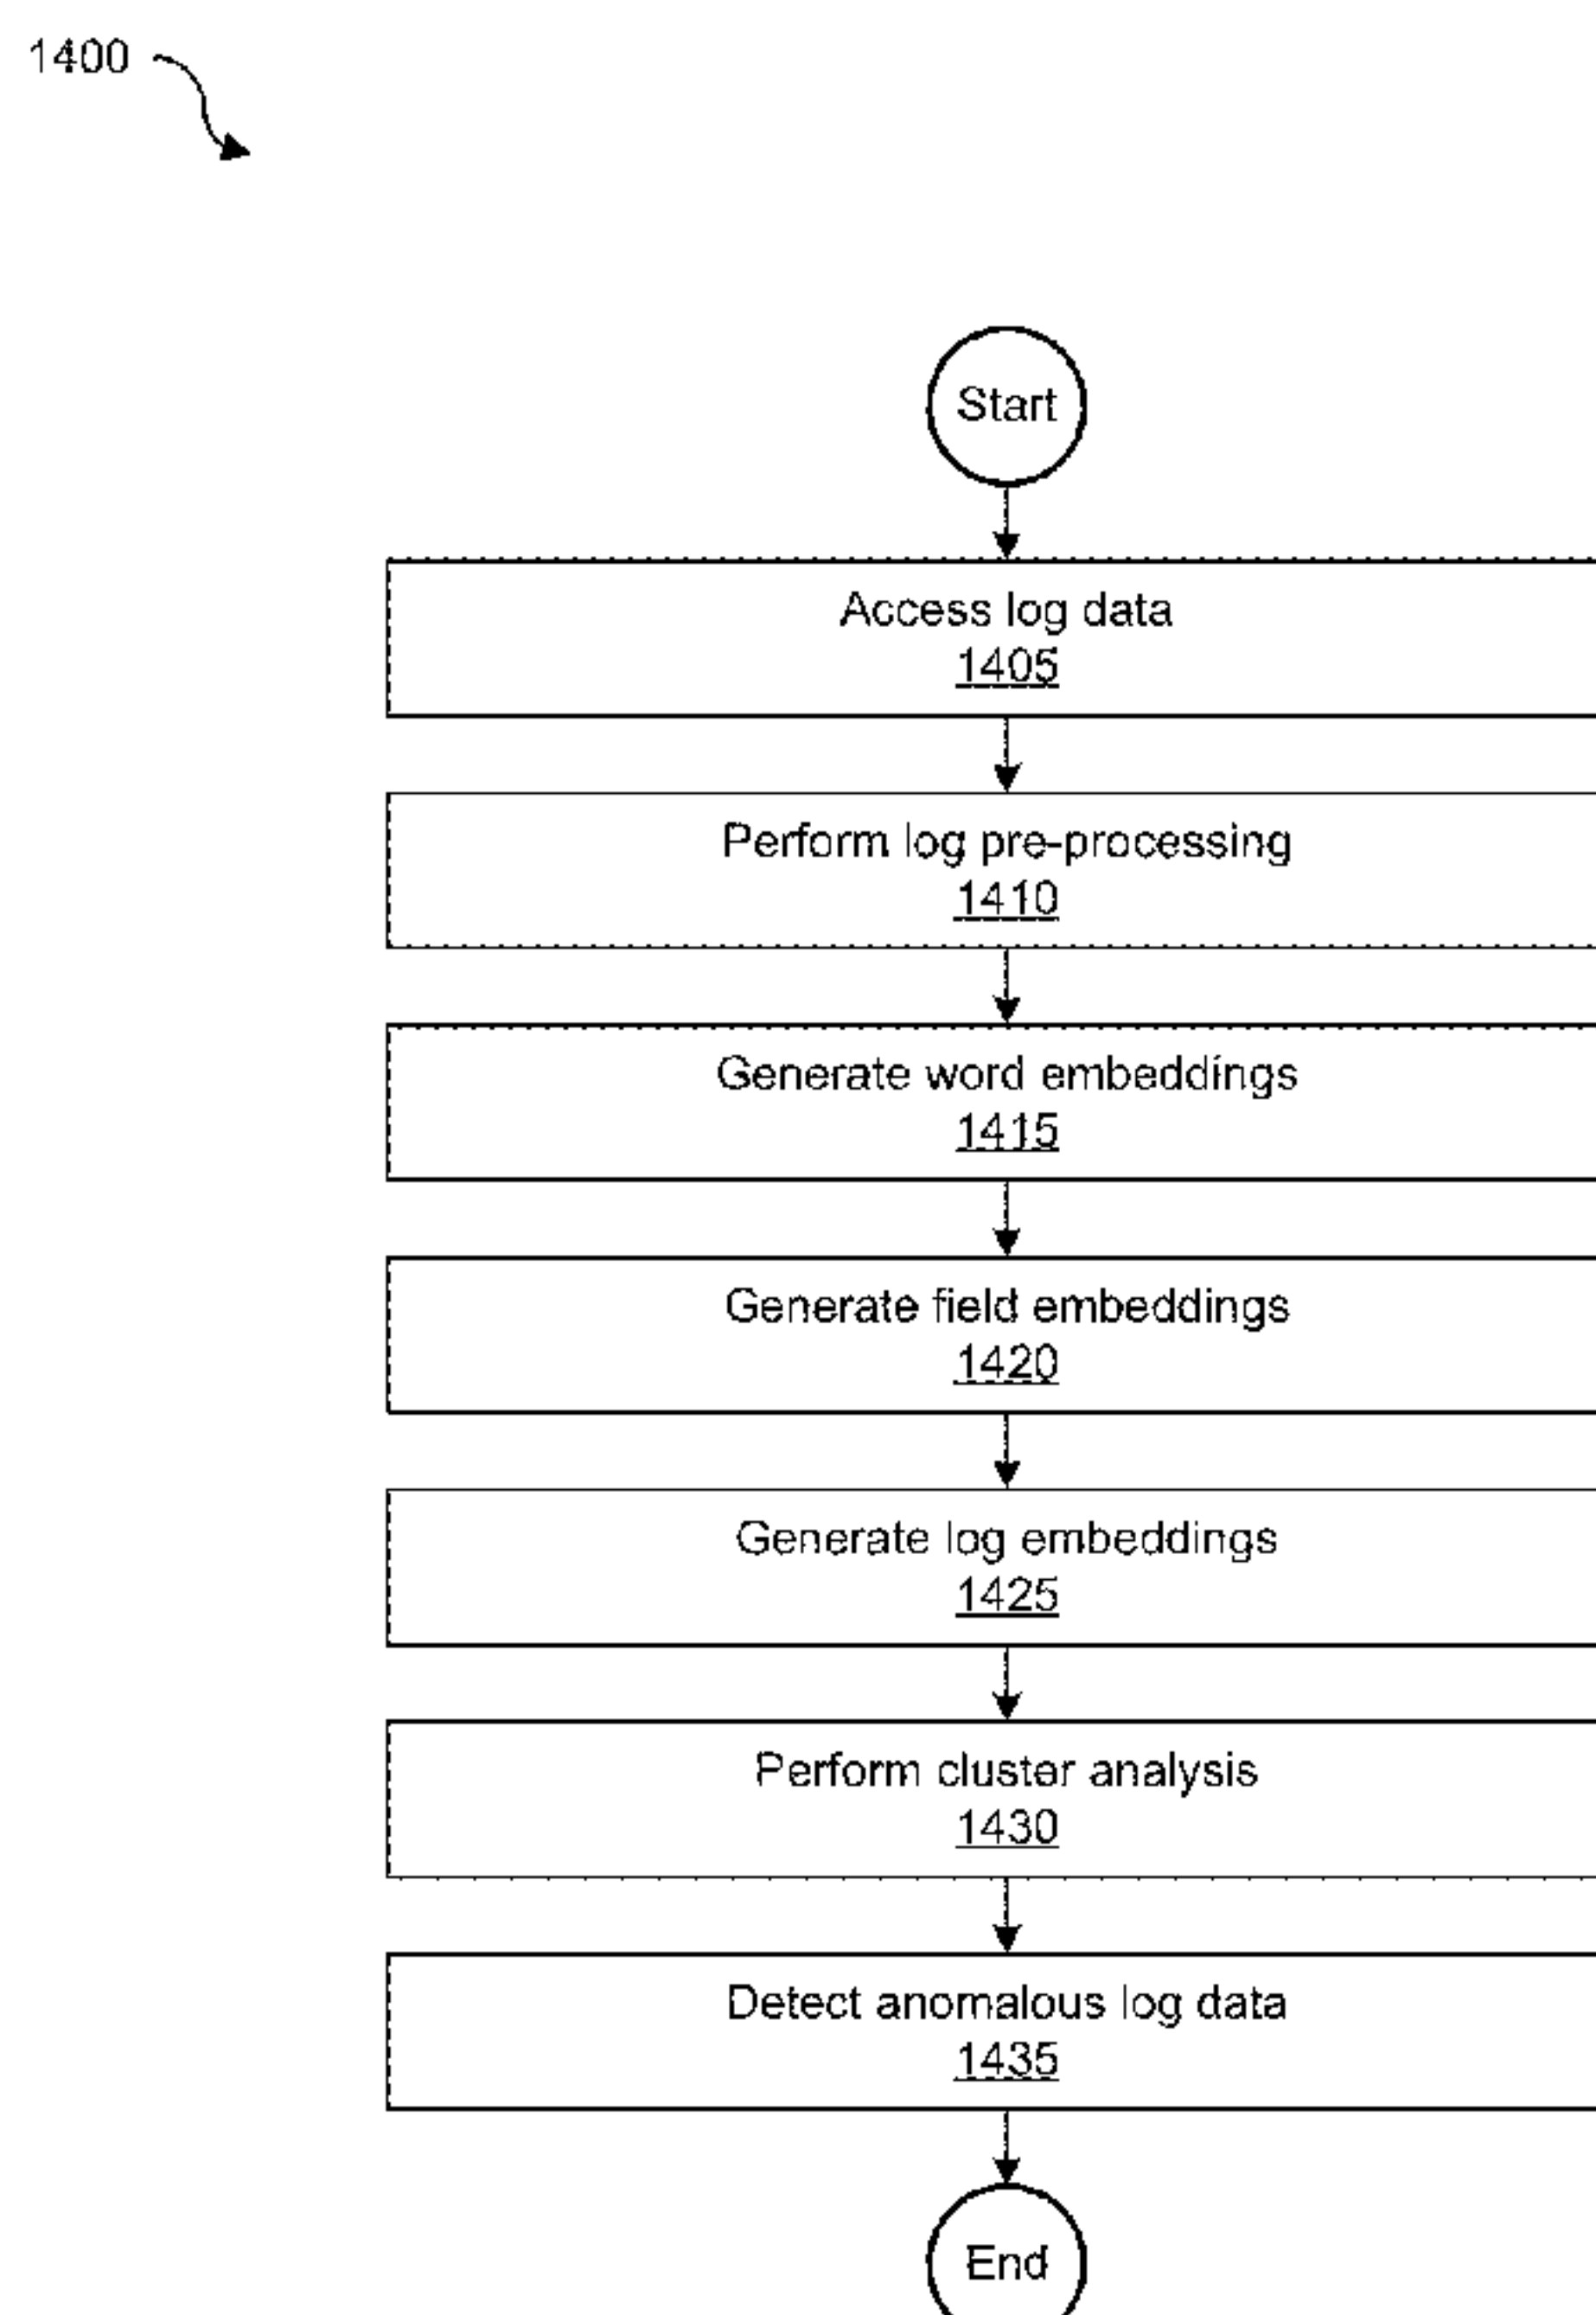 1400
Start
Access log data
1405
Perform log pre-processing
1410
Generate word embeddings
1415
Generate field embeddings
1420
Generate log embeddings
1425
Perform cluster analysis
1430
Detect anomalous log data
1435
End